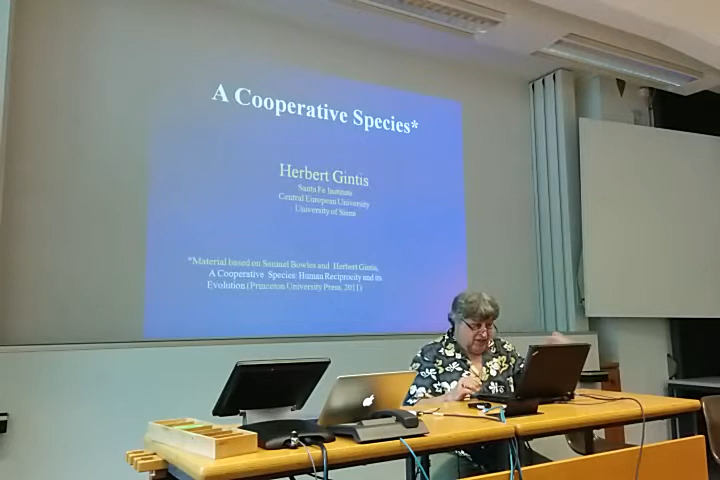 A Cooperative Species*
Herbert Gintis
Santa Fe Institute
Central European University
University of Siena
*Material based on Samuel Bowles and Herbert Gintis,
A Cooperative Species: Human Reciprocity and its
Evolution (Princeton University Press, 2011)